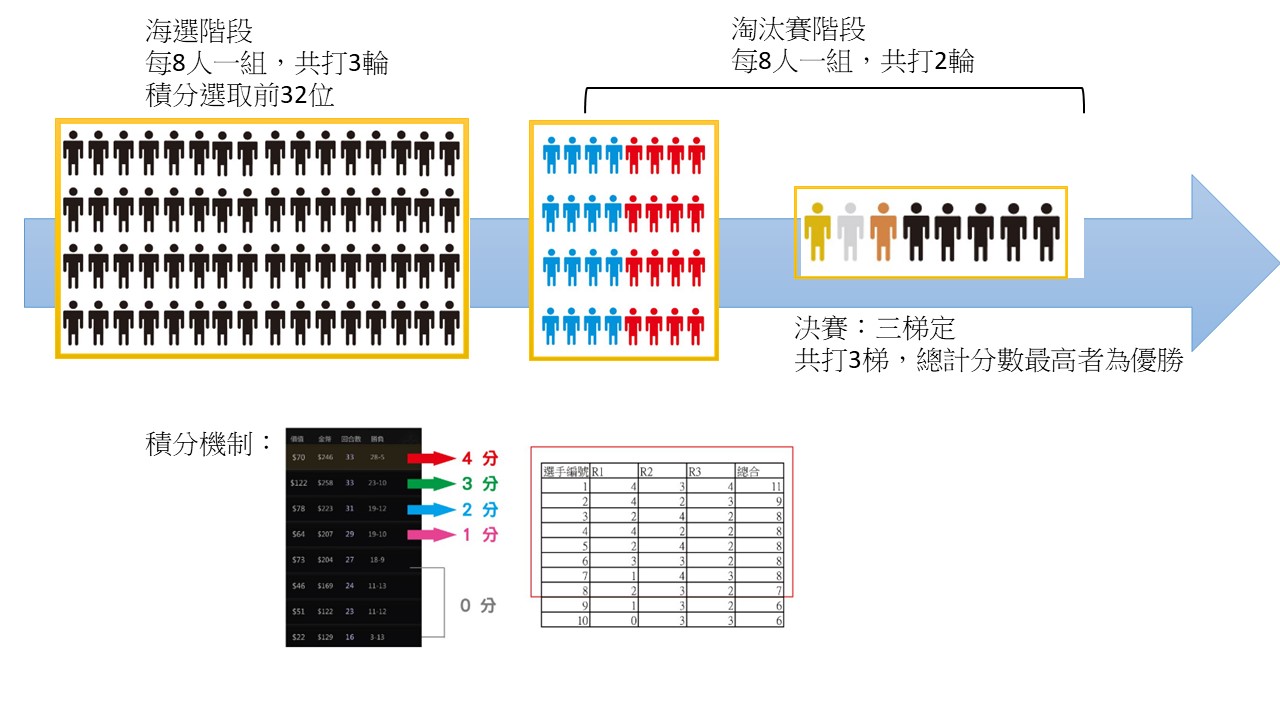 海選階段
每8人一組，共打3輪
積分選取前32位
淘汰賽階段
每8人一組，共打2輪
決賽：三梯定
共打3梯，總計分數最高者為優勝
積分機制：
價值 金幣 回合數 勝負
$70 $246 33 28-5
$122 $258 33 23-10
$78 $223 31 19-12
$64 $207 29 19-10
$73 $204 27 18-9
$46 $169 24 11-13
$51 $122 23 11-12
$22 $129 16 3-13
4 分
3 分
2 分
1 分
0 分
選手編號 R1 R2 R3 總合
1 4 3 4 11
2 4 2 3 9
3 2 4 2 8
4 4 2 2 8
5 2 4 2 8
6 3 3 2 8
7 1 4 3 8
8 2 3 2 7
9 1 3 2 6
10 0 3 3 6